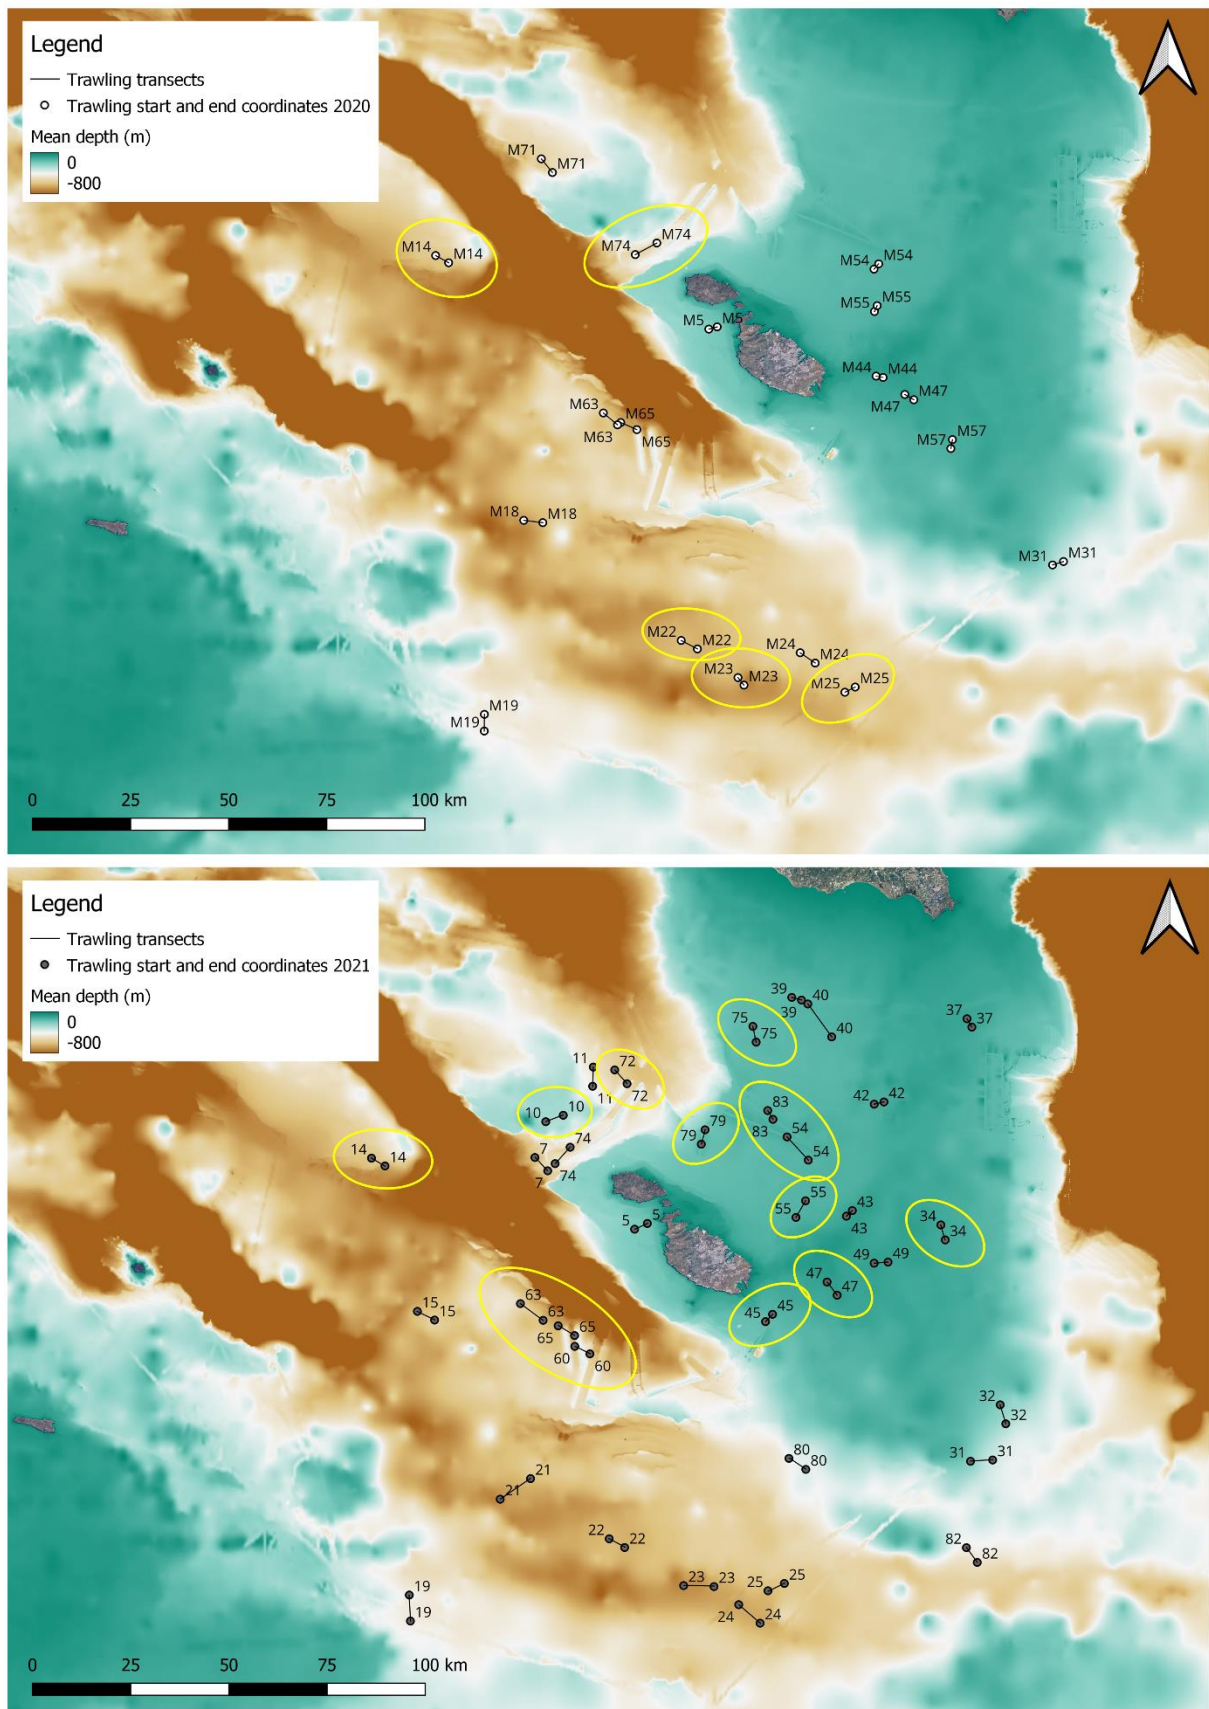 Legend
Trawling transects
Trawling start and end coordinates 2020
Mean depth (m)
0
-800
M71
M71
M74
M74
M14
M14
M54
M54
M55
M55
M5
M5
M44
M44
M47
M47
M63
M65
M63
M65
M57
M57
M18
M18
M31
M31
M22
M22
M24
M24
M23
M23
M25
M25
M19
M19
0 25 50 75 100 km
Legend
Trawling transects
Trawling start and end coordinates 2021
Mean depth (m)
0
-800
39
40
39
40
37
37
75
75
11
72
11
72
42
42
10
10
83
83
79
79
54
54
74
7
74
7
14
14
55
55
43
43
34
34
5
5
49
49
47
47
45
45
63
63
15
15
65
65
60
60
32
32
31
31
80
80
21
21
22
22
82
82
23
23
25
25
24
24
19
19
0 25 50 75 100 km